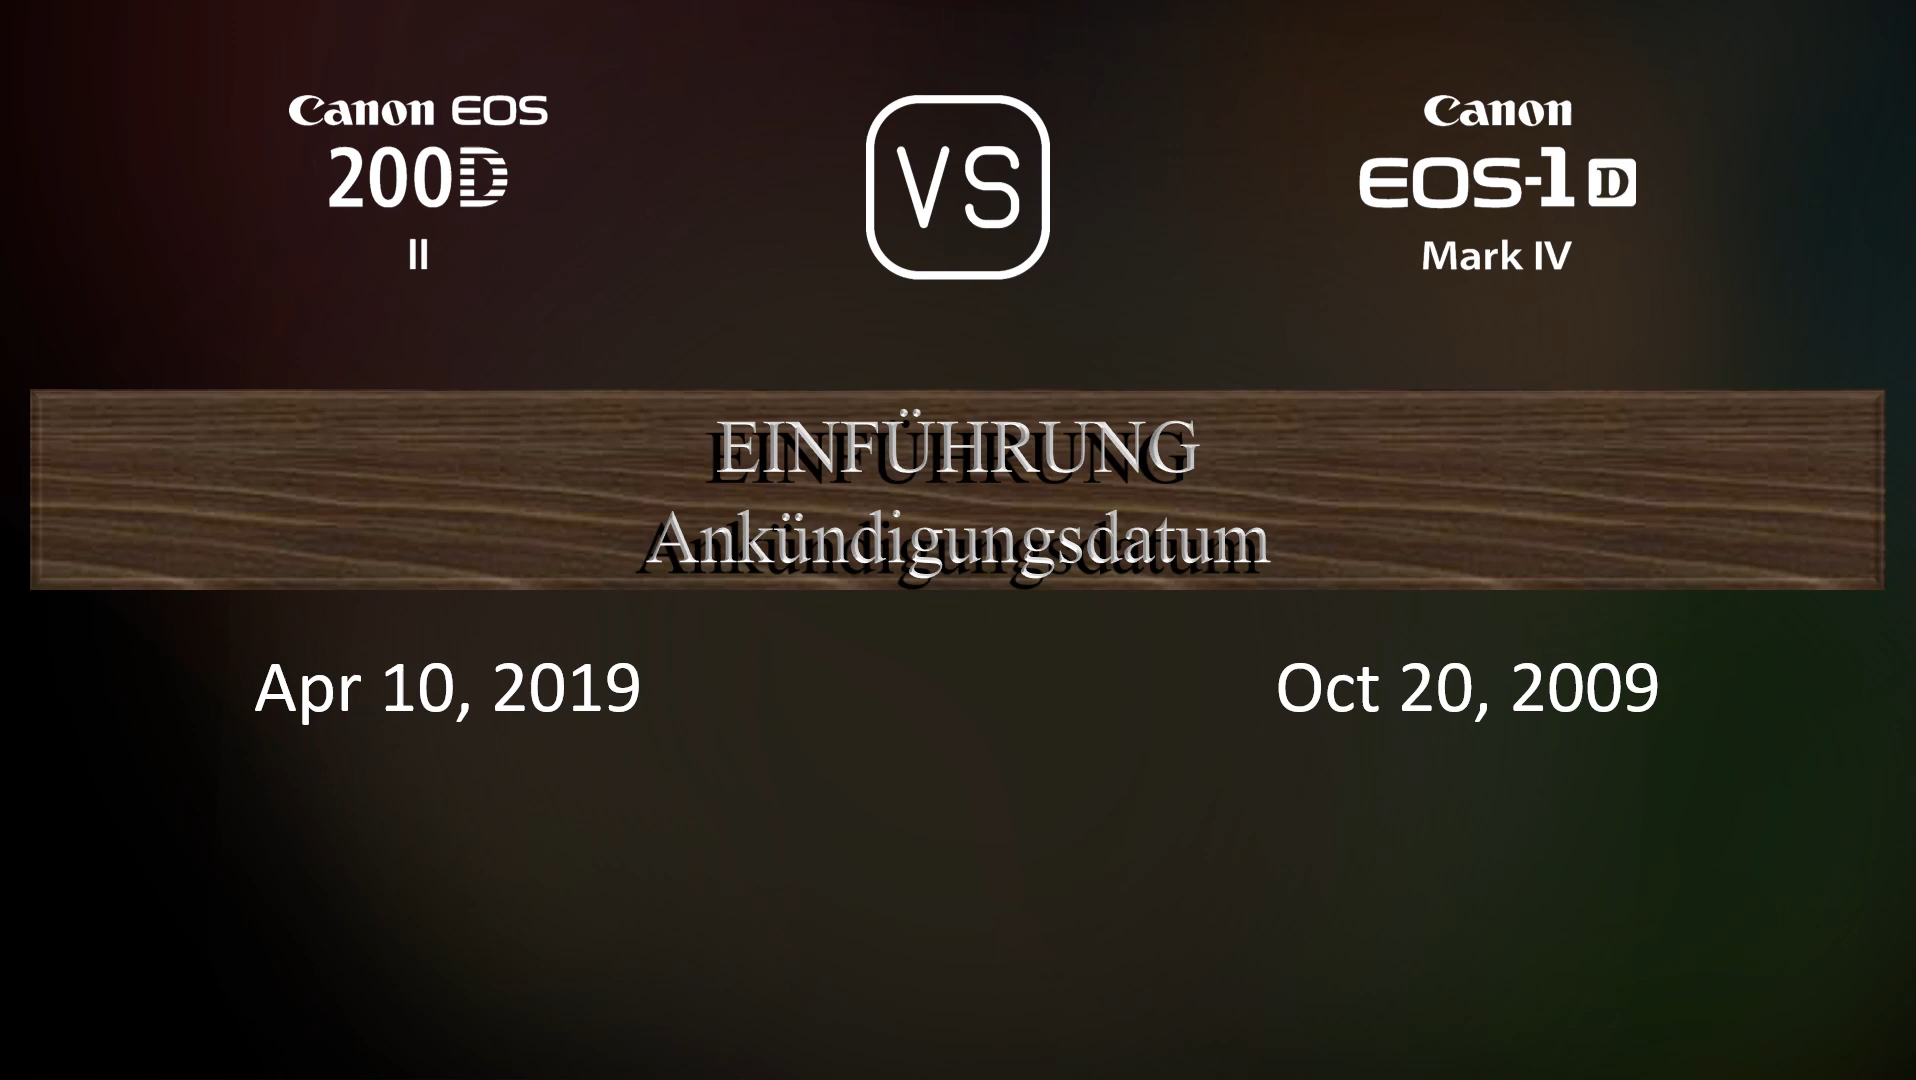 Canon EOS
200D
II
VS
Canon
EOS-1D
Mark IV
EINFÜHRUNG
Ankündigungsdatum
Apr 10, 2019
Oct 20, 2009